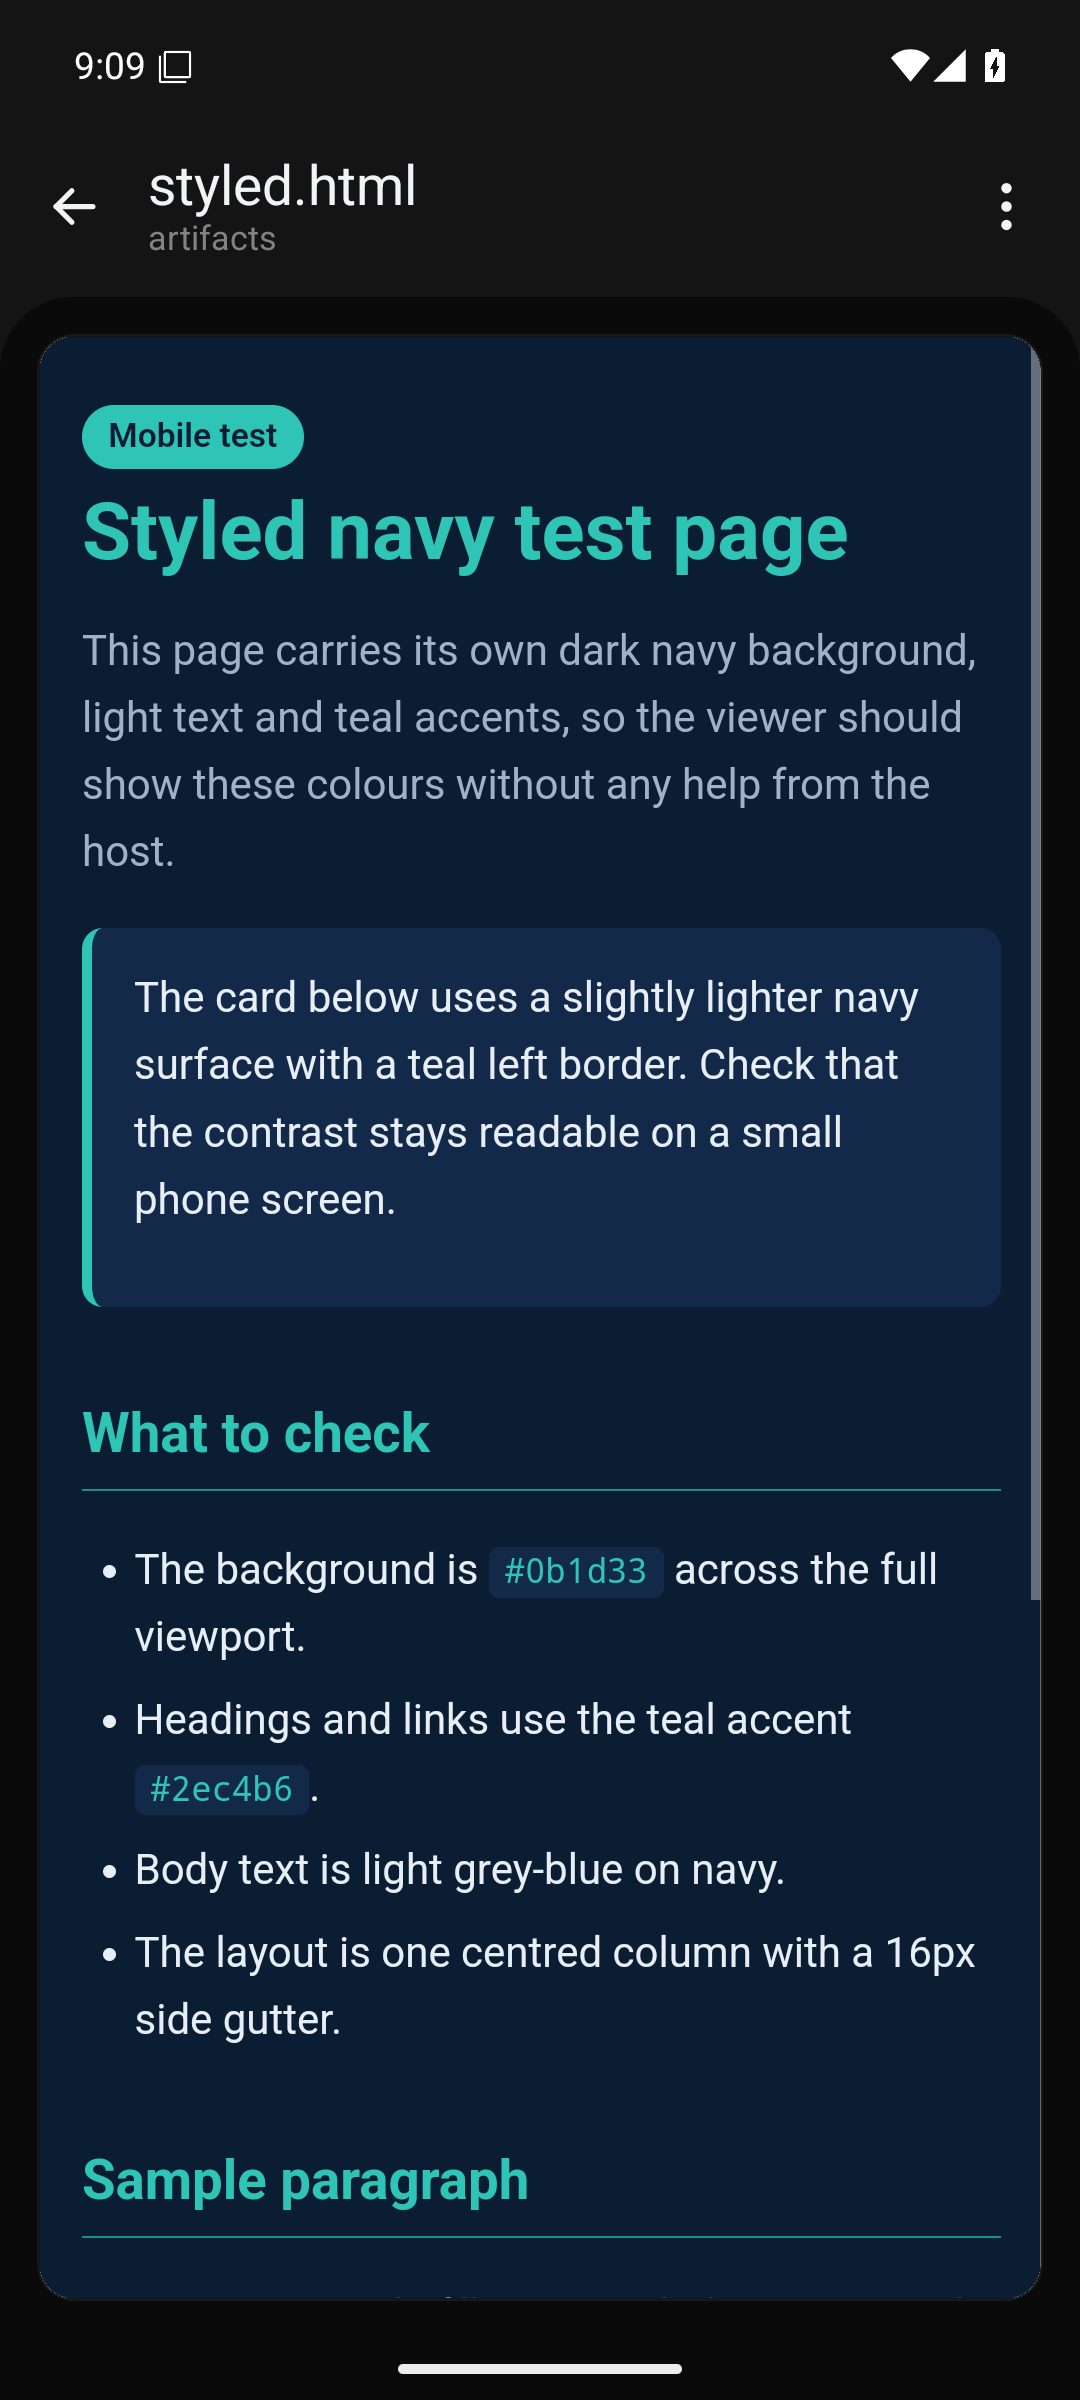 9:09
styled.html
artifacts
Mobile test
Styled navy test page
This page carries its own dark navy background,
light text and teal accents, so the viewer should
show these colours without any help from the
host.
The card below uses a slightly lighter navy
surface with a teal left border. Check that
the contrast stays readable on a small
phone screen.
What to check
• The background is #0b1d33 across the full
viewport.
• Headings and links use the teal accent
#2ec4b6.
• Body text is light grey-blue on navy.
• The layout is one centred column with a 16px
side gutter.
Sample paragraph